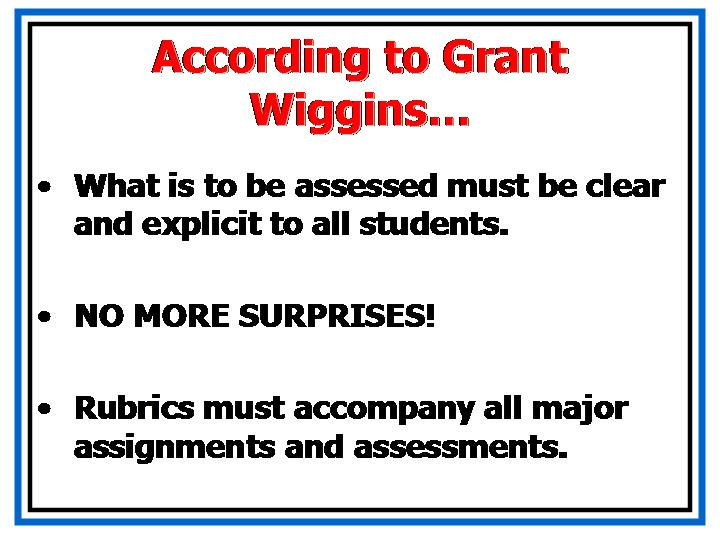 According to Grant
Wiggins…
• What is to be assessed must be clear
and explicit to all students.
• NO MORE SURPRISES!
• Rubrics must accompany all major
assignments and assessments.